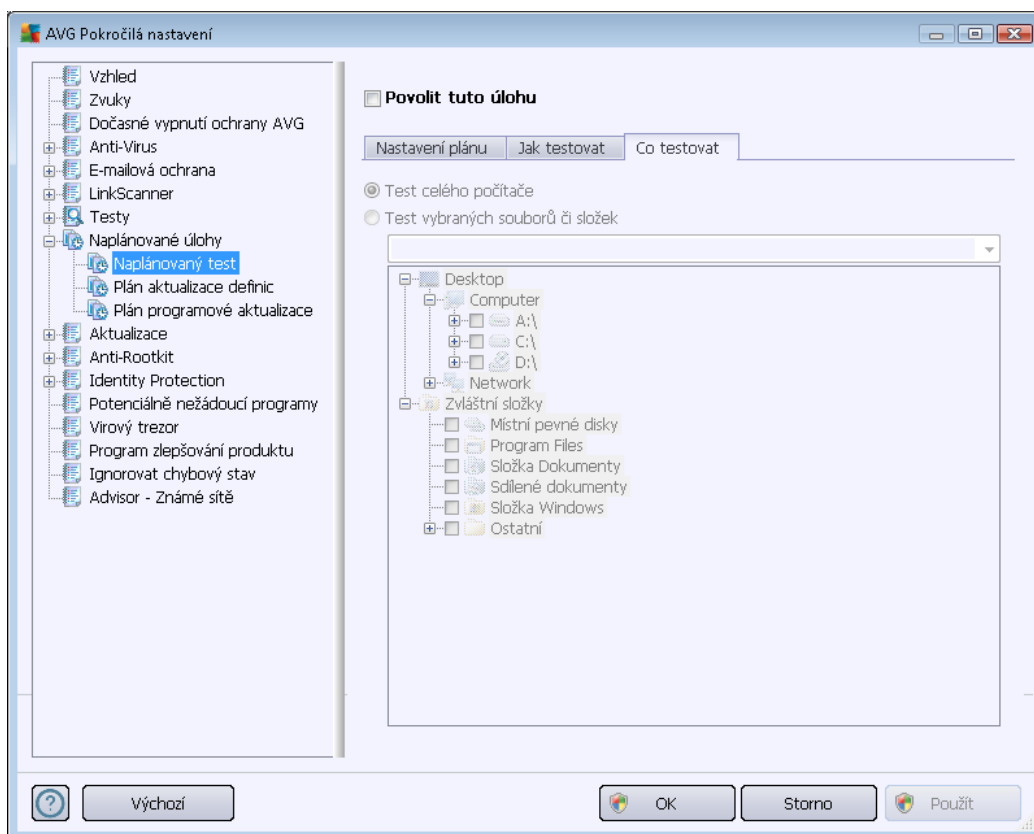 AVG Pokročilá nastavení
Vzhled
Zvuky
Dočasné vypnutí ochrany AVG
Anti-Virus
E-mailová ochrana
LinkScanner
Testy
Naplánované úlohy
Naplánovaný test
Plán aktualizace definic
Plán programové aktualizace
Aktualizace
Anti-Rootkit
Identity Protection
Potenciálně nežádoucí programy
Virový trezor
Program zlepšování produktu
Ignorovat chybový stav
Advisor - Známé sítě
Povolit tuto úlohu
Nastavení plánu Jak testovat Co testovat
Test celého počítače
Test vybraných souborů či složek
Desktop
Computer
A:\
C:\
D:\
Network
Zvláštní složky
Místní pevné disky
Program Files
Složka Dokumenty
Sdílené dokumenty
Složka Windows
Ostatní
Výchozí OK Storno Použít